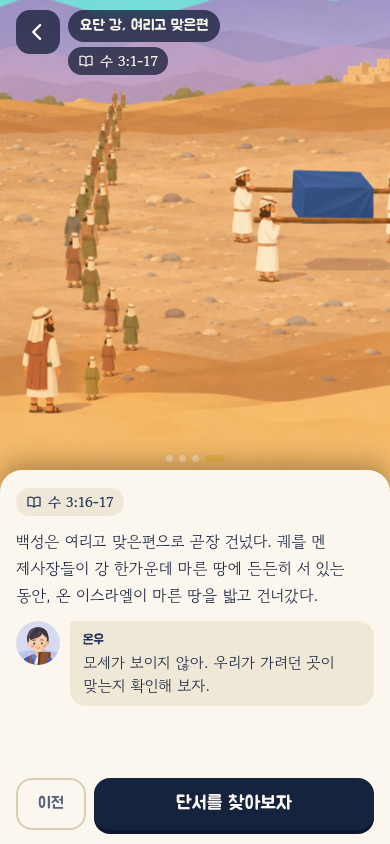 요단 강, 여리고 맞은편
수 3:1-17
수 3:16-17
백성은 여리고 맞은편으로 곧장 건넜다. 궤를 멘
제사장들이 강 한가운데 마른 땅에 든든히 서 있는
동안, 온 이스라엘이 마른 땅을 밟고 건너갔다.
온우
모세가 보이지 않아. 우리가 가려던 곳이
맞는지 확인해 보자.
이전
단서를 찾아보자